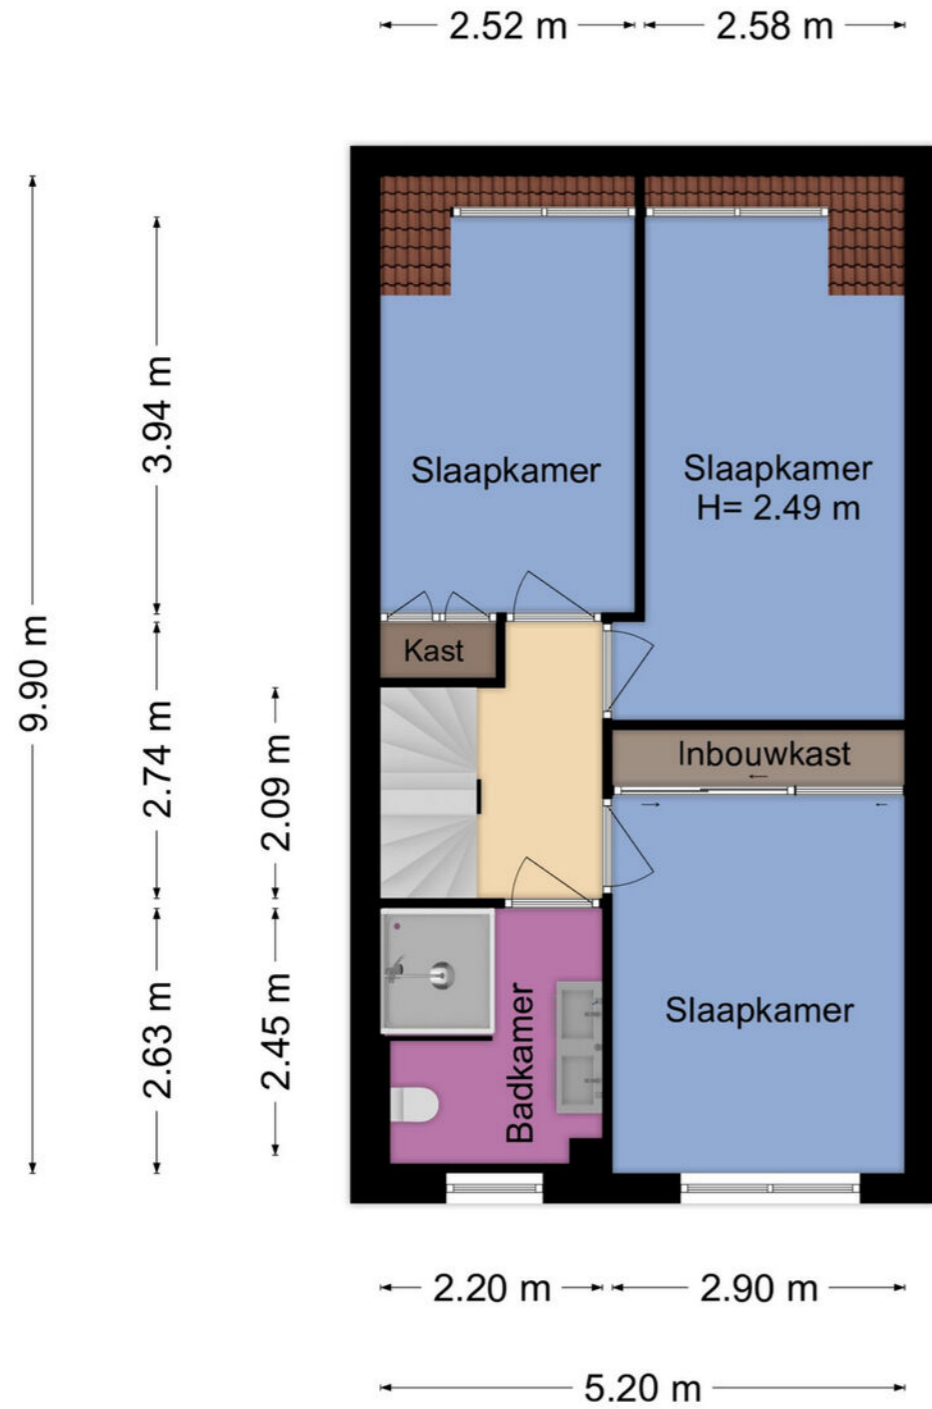 2.52 m
2.58 m
9.90 m
3.94 m
2.74 m
2.09 m
2.63 m
2.45 m
Slaapkamer
Slaapkamer
H= 2.49 m
Kast
Inbouwkast
Badkamer
Slaapkamer
2.20 m
2.90 m
5.20 m